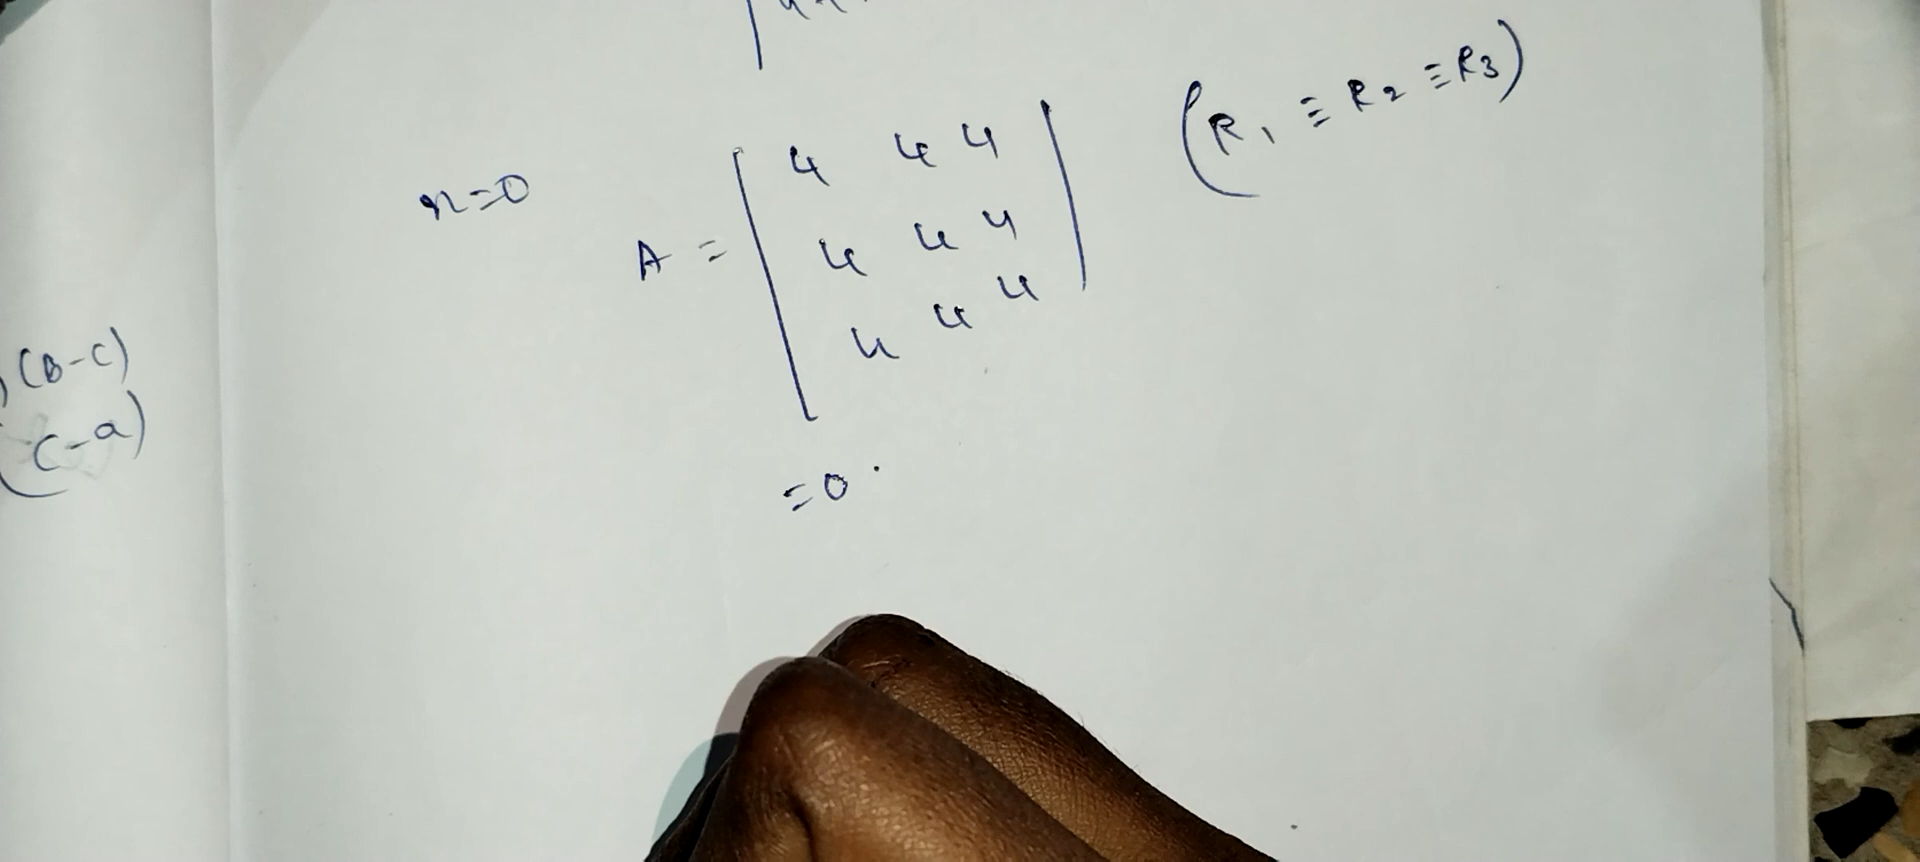 x=0
A = | 4 4 4 | (R1 ≡ R2 ≡ R3)
4 4 4
4 4 4
=0.
(B-C)
(C-a)